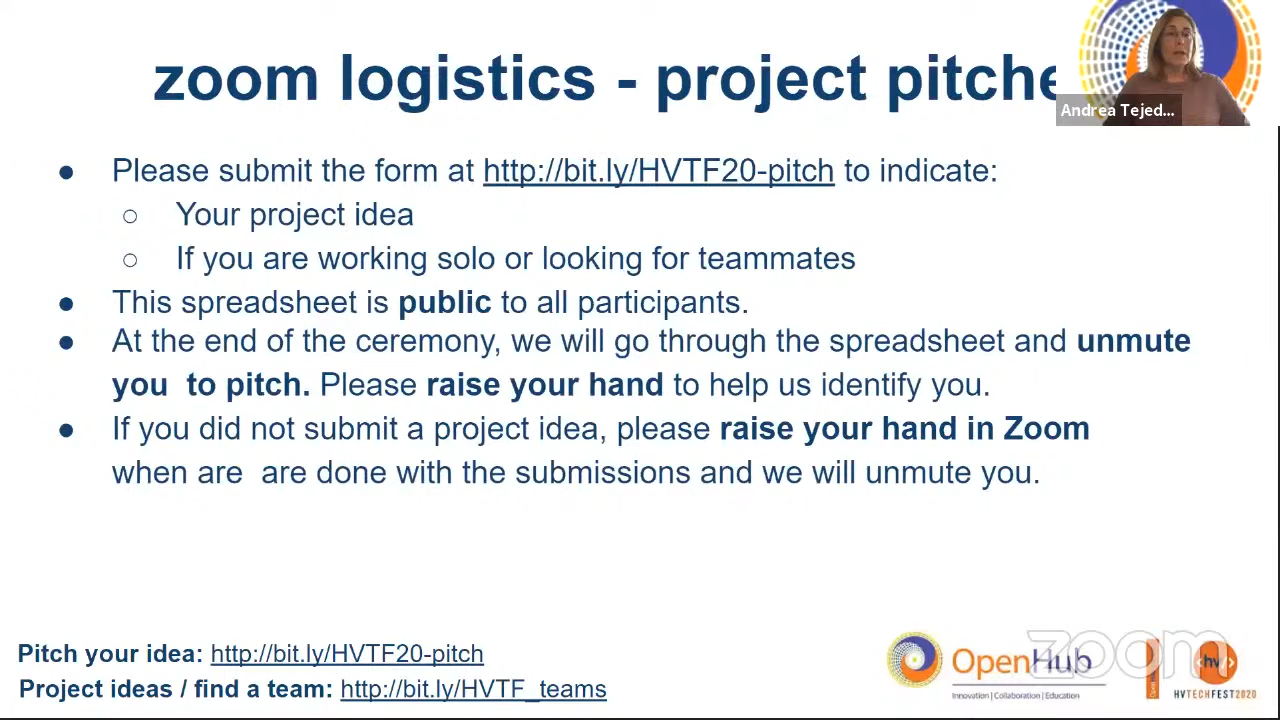 zoom logistics - project pitche
Andrea Tejed...
● Please submit the form at http://bit.ly/HVTF20-pitch to indicate:
○ Your project idea
○ If you are working solo or looking for teammates
● This spreadsheet is public to all participants.
● At the end of the ceremony, we will go through the spreadsheet and unmute
you to pitch. Please raise your hand to help us identify you.
● If you did not submit a project idea, please raise your hand in Zoom
when are are done with the submissions and we will unmute you.
Pitch your idea: http://bit.ly/HVTF20-pitch
Project ideas / find a team: http://bit.ly/HVTF_teams
OpenHub
Innovation | Collaboration | Education
zoom
hv
HVTECHFEST2020